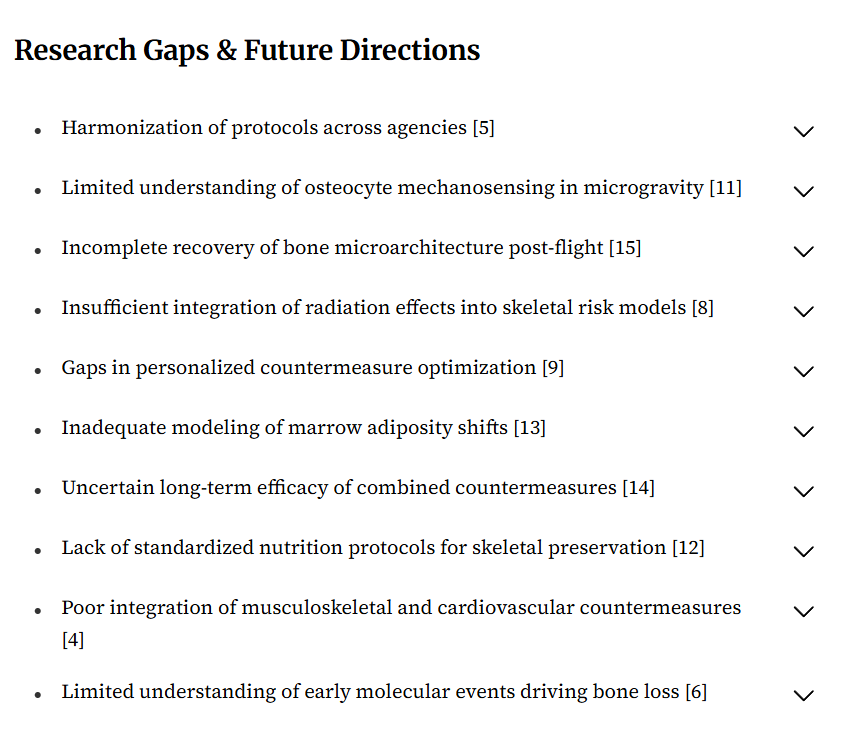 Research Gaps & Future Directions
• Harmonization of protocols across agencies [5]
• Limited understanding of osteocyte mechanosensing in microgravity [11]
• Incomplete recovery of bone microarchitecture post-flight [15]
• Insufficient integration of radiation effects into skeletal risk models [8]
• Gaps in personalized countermeasure optimization [9]
• Inadequate modeling of marrow adiposity shifts [13]
• Uncertain long-term efficacy of combined countermeasures [14]
• Lack of standardized nutrition protocols for skeletal preservation [12]
• Poor integration of musculoskeletal and cardiovascular countermeasures
[4]
• Limited understanding of early molecular events driving bone loss [6]